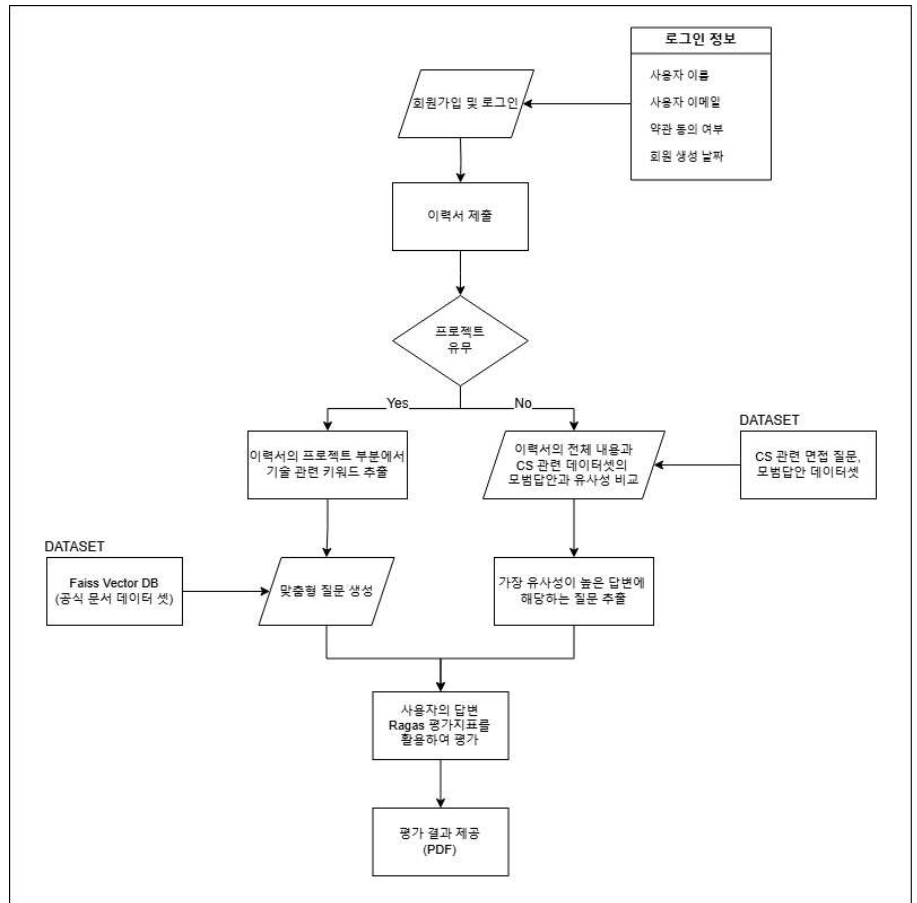 로그인 정보
사용자 이름
사용자 이메일
약관 동의 여부
회원 생성 날짜
회원가입 및 로그인
이력서 제출
프로젝트
유무
Yes
No
이력서의 프로젝트 부분에서
기술 관련 키워드 추출
이력서의 전체 내용과
CS 관련 데이터셋의
모범답안과 유사성 비교
DATASET
CS 관련 면접 질문,
모범답안 데이터셋
DATASET
Faiss Vector DB
(공식 문서 데이터 셋)
맞춤형 질문 생성
가장 유사성이 높은 답변에
해당하는 질문 추출
사용자의 답변
Ragas 평가지표를
활용하여 평가
평가 결과 제공
(PDF)